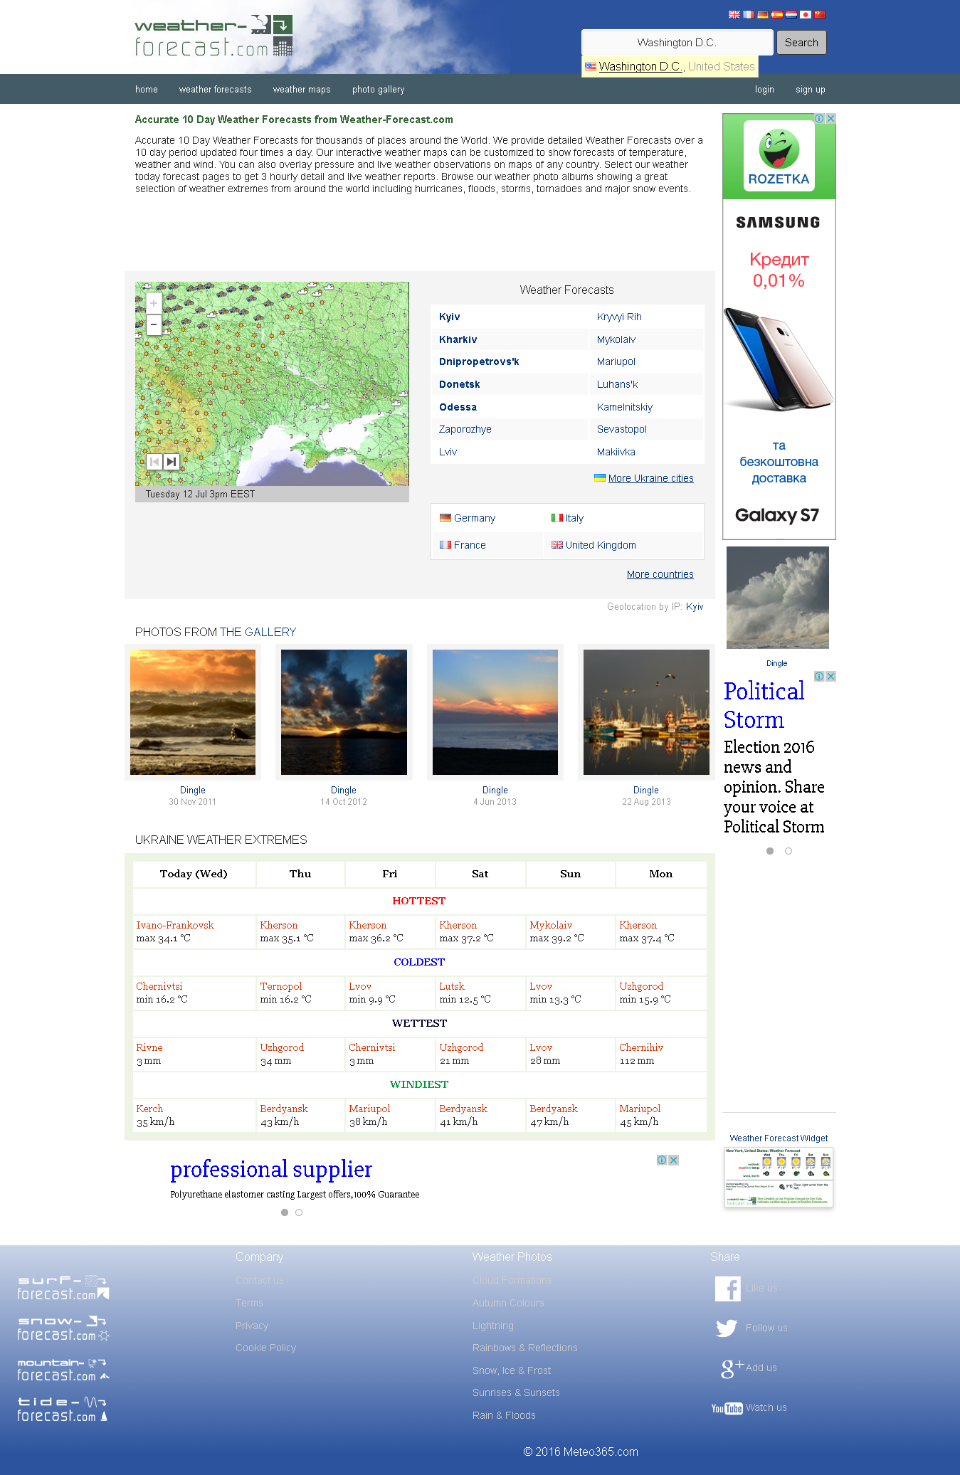 weather-
forecast.com
Washington D.C.
Search
Washington D.C., United States
home
weather forecasts
weather maps
photo gallery
login
sign up
Accurate 10 Day Weather Forecasts from Weather-Forecast.com
Accurate 10 Day Weather Forecasts for thousands of places around the World. We provide detailed Weather Forecasts over a
10 day period updated four times a day. Our interactive weather maps can be customized to show forecasts of temperature,
weather and wind. You can also overlay pressure and live weather observations on maps of any country. Select our weather
today forecast pages to get 3 hourly detail and live weather reports. Browse our weather photo albums showing a great
selection of weather extremes from around the world including hurricanes, floods, storms, tornadoes and major snow events.
ROZETKA
SAMSUNG
Кредит
0,01%
та
безкоштовна
доставка
Galaxy S7
+
−
Tuesday 12 Jul 3pm EEST
Weather Forecasts
Kyiv
Kryvyi Rih
Kharkiv
Mykolaiv
Dnipropetrovs'k
Mariupol
Donetsk
Luhans'k
Odessa
Kamelnitskiy
Zaporozhye
Sevastopol
Lviv
Makiivka
More Ukraine cities
Germany
Italy
France
United Kingdom
More countries
Geolocation by IP: Kyiv
PHOTOS FROM THE GALLERY
Dingle
30 Nov 2011
Dingle
14 Oct 2012
Dingle
4 Jun 2013
Dingle
22 Aug 2013
Dingle
Political
Storm
Election 2016
news and
opinion. Share
your voice at
Political Storm
UKRAINE WEATHER EXTREMES
Today (Wed) Thu Fri Sat Sun Mon
HOTTEST
Ivano-Frankovsk Kherson Kherson Kherson Mykolaiv Kherson
max 34.1 °C max 35.1 °C max 36.2 °C max 37.2 °C max 39.2 °C max 37.4 °C
COLDEST
Chernivtsi Ternopol Lvov Lutsk Lvov Uzhgorod
min 16.2 °C min 16.2 °C min 9.9 °C min 12.5 °C min 13.3 °C min 15.9 °C
WETTEST
Rivne Uzhgorod Chernivtsi Uzhgorod Lvov Chernihiv
3 mm 34 mm 3 mm 21 mm 28 mm 112 mm
WINDIEST
Kerch Berdyansk Mariupol Berdyansk Berdyansk Mariupol
35 km/h 43 km/h 38 km/h 41 km/h 47 km/h 45 km/h
professional supplier
Polyurethane elastomer casting Largest offers,100% Guarantee
Weather Forecast Widget
New York, United States: Weather Forecast
surf-
forecast.com
snow-
forecast.com
mountain-
forecast.com
tide-
forecast.com
Company
Contact us
Terms
Privacy
Cookie Policy
Weather Photos
Cloud Formations
Autumn Colours
Lightning
Rainbows & Reflections
Snow, Ice & Frost
Sunrises & Sunsets
Rain & Floods
Share
Like us
Follow us
Add us
YouTube Watch us
© 2016 Meteo365.com